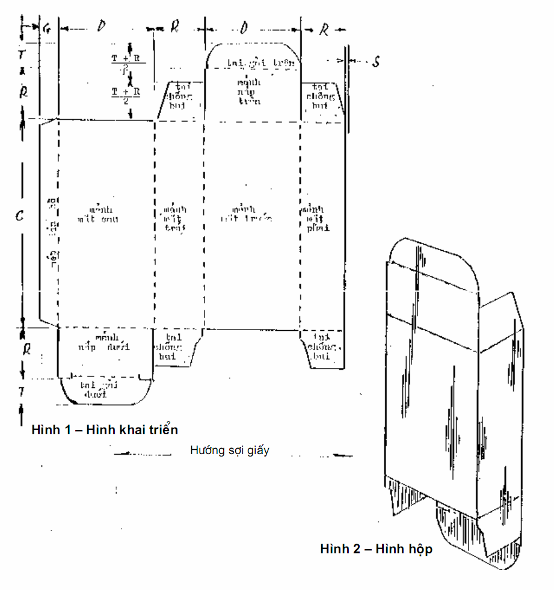 G D R D R
T
T + R
2
tai gài trên
S
R
T + R
2
tai
chống
bụi
mảnh
nắp
trên
tai
chống
bụi
C
mảnh
mặt sau
mảnh
mặt
trái
mảnh
mặt trước
mảnh
mặt
phải
R
mảnh
nắp dưới
tai
chống
bụi
tai
chống
bụi
T
tai gài
dưới
Hình 1 – Hình khai triển
Hướng sợi giấy
Hình 2 – Hình hộp